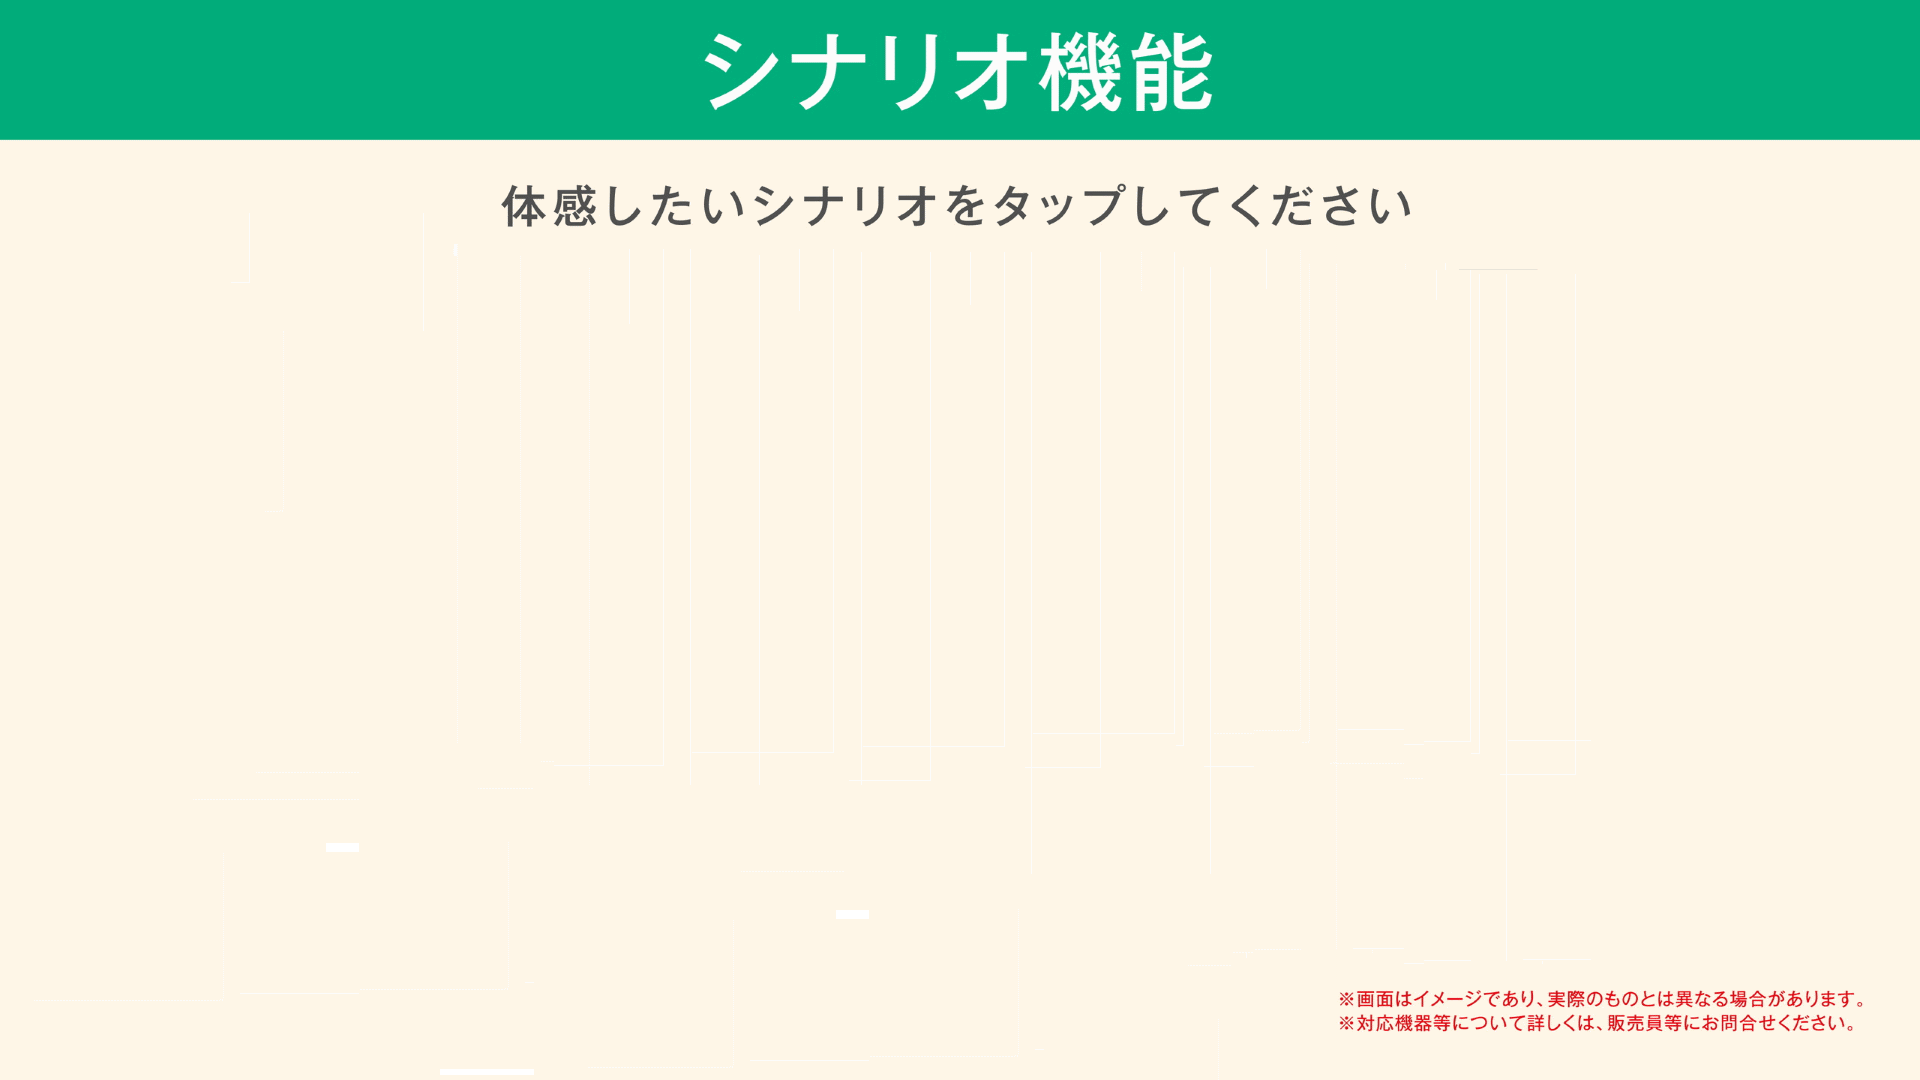 シナリオ機能
体感したいシナリオをタップしてください
※画面はイメージであり、実際のものとは異なる場合があります。
※対応機器等について詳しくは、販売員等にお問合せください。